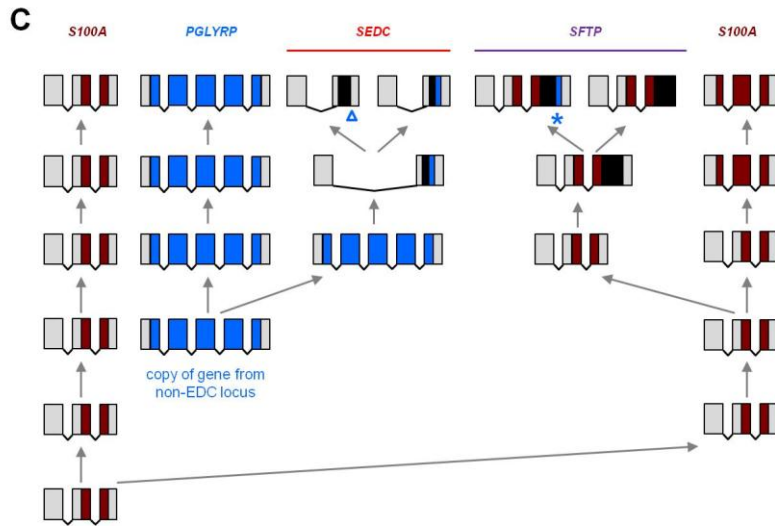 C
S100A PGLYRP SEDC SFTP S100A
Δ *
copy of gene from
non-EDC locus